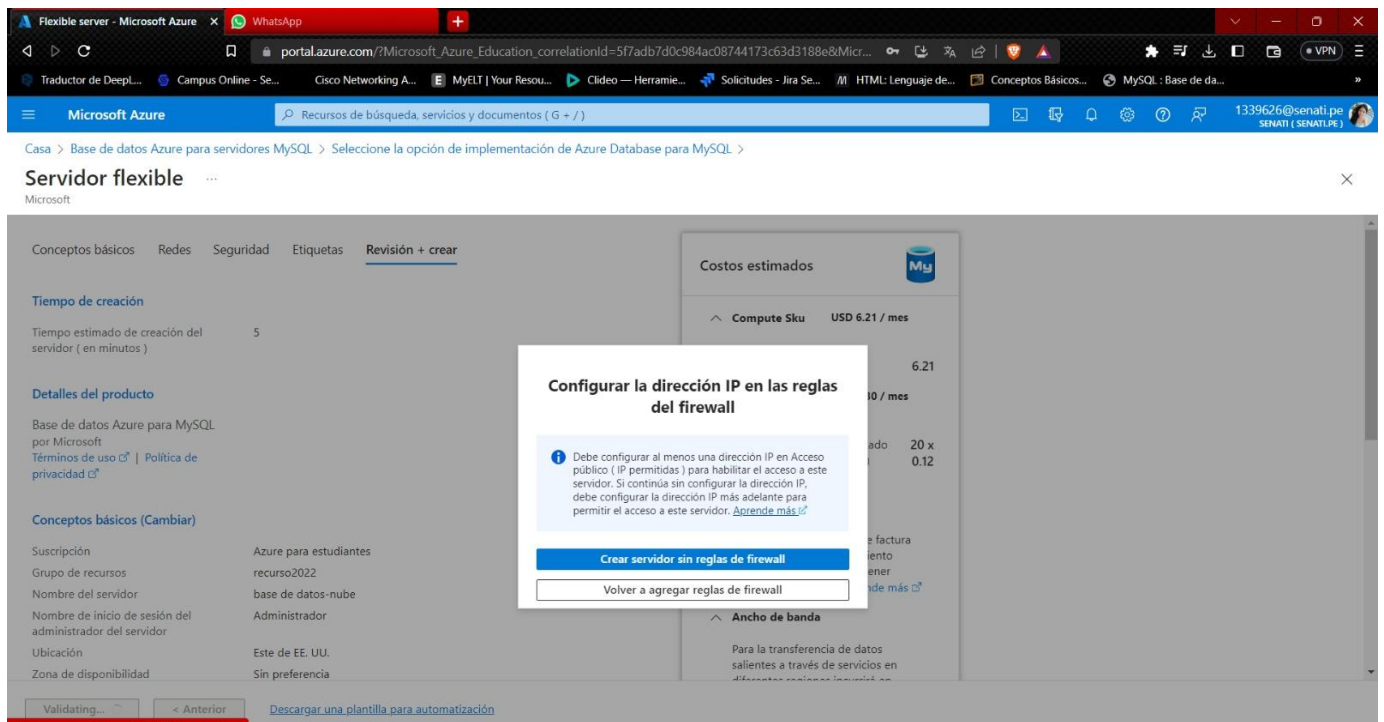 Flexible server - Microsoft Azure
WhatsApp
portal.azure.com/?Microsoft_Azure_Education_correlationId=5f7adb7d0c984ac08744173c63d3188e&Micr...
VPN
Traductor de DeepL...
Campus Online - Se...
Cisco Networking A...
MyELT | Your Resou...
Clideo — Herramie...
Solicitudes - Jira Se...
HTML: Lenguaje de...
Conceptos Básicos...
MySQL : Base de da...
»
Microsoft Azure
Recursos de búsqueda, servicios y documentos ( G + / )
1339626@senati.pe
SENATI ( SENATI.PE )
Casa > Base de datos Azure para servidores MySQL > Seleccione la opción de implementación de Azure Database para MySQL >
Servidor flexible ...
Microsoft
Conceptos básicos Redes Seguridad Etiquetas Revisión + crear
Tiempo de creación
Tiempo estimado de creación del 5
servidor ( en minutos )
Detalles del producto
Base de datos Azure para MySQL
por Microsoft
Términos de uso | Política de
privacidad
Conceptos básicos (Cambiar)
Suscripción Azure para estudiantes
Grupo de recursos recurso2022
Nombre del servidor base de datos-nube
Nombre de inicio de sesión del Administrador
administrador del servidor
Ubicación Este de EE. UU.
Zona de disponibilidad Sin preferencia
Configurar la dirección IP en las reglas
del firewall
Debe configurar al menos una dirección IP en Acceso
público ( IP permitidas ) para habilitar el acceso a este
servidor. Si continúa sin configurar la dirección IP,
debe configurar la dirección IP más adelante para
permitir el acceso a este servidor. Aprende más
Crear servidor sin reglas de firewall
Volver a agregar reglas de firewall
Costos estimados
My
Compute Sku USD 6.21 / mes
6.21
/ mes
ado 20 x
0.12
e factura
iento
ener
nde más
Ancho de banda
Para la transferencia de datos
salientes a través de servicios en
Validating...
< Anterior
Descargar una plantilla para automatización